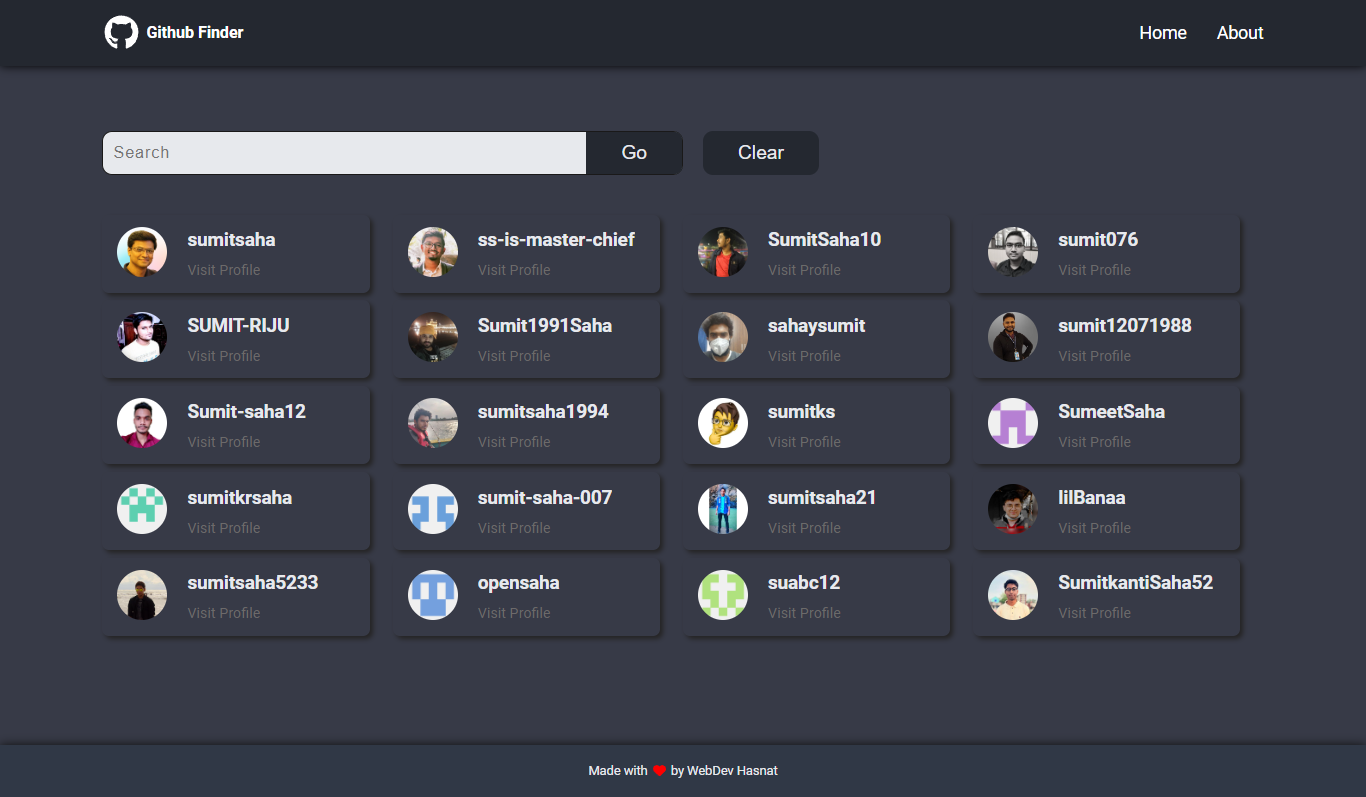 Github Finder
Home About
Search Go Clear
sumitsaha
Visit Profile
ss-is-master-chief
Visit Profile
SumitSaha10
Visit Profile
sumit076
Visit Profile
SUMIT-RIJU
Visit Profile
Sumit1991Saha
Visit Profile
sahaysumit
Visit Profile
sumit12071988
Visit Profile
Sumit-saha12
Visit Profile
sumitsaha1994
Visit Profile
sumitks
Visit Profile
SumeetSaha
Visit Profile
sumitkrsaha
Visit Profile
sumit-saha-007
Visit Profile
sumitsaha21
Visit Profile
lilBanaa
Visit Profile
sumitsaha5233
Visit Profile
opensaha
Visit Profile
suabc12
Visit Profile
SumitkantiSaha52
Visit Profile
Made with ❤ by WebDev Hasnat